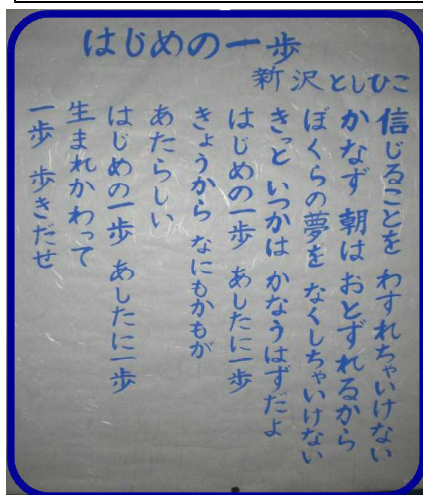 はじめの一歩
新沢としひこ
信じることを わすれちゃいけない
かなず 朝は おとずれるから
ぼくらの夢を なくしちゃいけない
きっと いつかは かなうはずだよ
はじめの一歩 あしたに一歩
きょうから なにもかもが
あたらしい
はじめの一歩 あしたに一歩
生まれかわって
一歩 歩きだせ